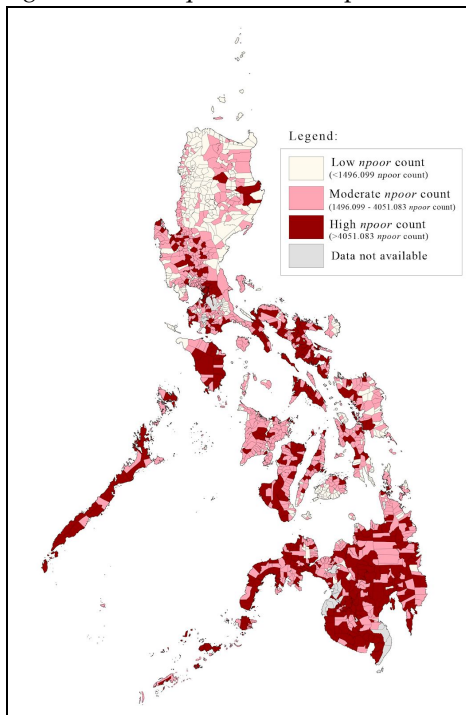 Legend:
Low npoor count
(<1496.099 npoor count)
Moderate npoor count
(1496.099 - 4051.083 npoor count)
High npoor count
(>4051.083 npoor count)
Data not available